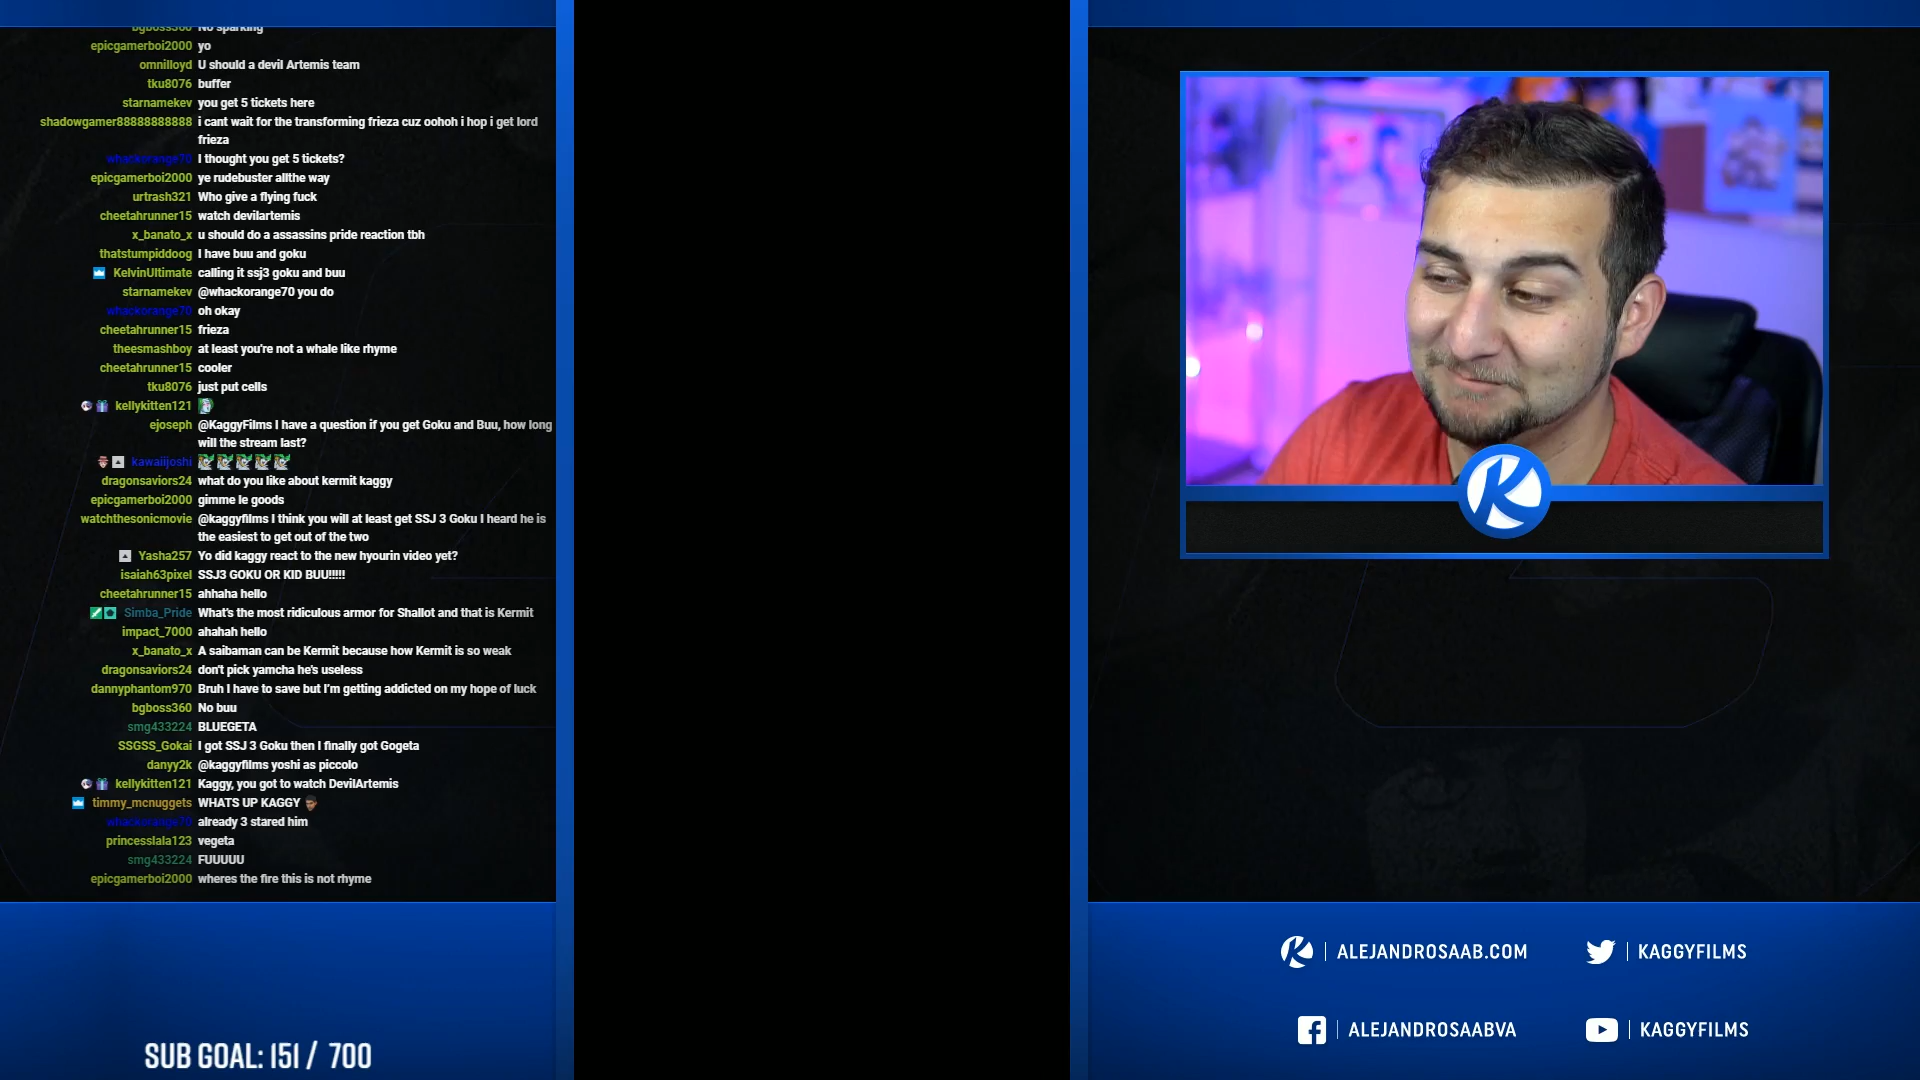 bgboss360 No sparking
epicgamerboi2000 yo
omnilloyd U should a devil Artemis team
tku8076 buffer
starnamekev you get 5 tickets here
shadowgamer88888888888 i cant wait for the transforming frieza cuz oohoh i hop i get lord
frieza
whackorange70 I thought you get 5 tickets?
epicgamerboi2000 ye rudebuster allthe way
urtrash321 Who give a flying fuck
cheetahrunner15 watch devilartemis
x_banato_x u should do a assassins pride reaction tbh
thatstumpiddoog I have buu and goku
KelvinUltimate calling it ssj3 goku and buu
starnamekev @whackorange70 you do
whackorange70 oh okay
cheetahrunner15 frieza
theesmashboy at least you're not a whale like rhyme
cheetahrunner15 cooler
tku8076 just put cells
kellykitten121
ejoseph @KaggyFilms I have a question if you get Goku and Buu, how long
will the stream last?
kawaiijoshi
dragonsaviors24 what do you like about kermit kaggy
epicgamerboi2000 gimme le goods
watchthesonicmovie @kaggyfilms I think you will at least get SSJ 3 Goku I heard he is
the easiest to get out of the two
Yasha257 Yo did kaggy react to the new hyourin video yet?
isaiah63pixel SSJ3 GOKU OR KID BUU!!!!!
cheetahrunner15 ahhaha hello
Simba_Pride What's the most ridiculous armor for Shallot and that is Kermit
impact_7000 ahahah hello
x_banato_x A saibaman can be Kermit because how Kermit is so weak
dragonsaviors24 don't pick yamcha he's useless
dannyphantom970 Bruh I have to save but I'm getting addicted on my hope of luck
bgboss360 No buu
smg433224 BLUEGETA
SSGSS_Gokai I got SSJ 3 Goku then I finally got Gogeta
danyy2k @kaggyfilms yoshi as piccolo
kellykitten121 Kaggy, you got to watch DevilArtemis
timmy_mcnuggets WHATS UP KAGGY
whackorange70 already 3 stared him
princesslala123 vegeta
smg433224 FUUUUU
epicgamerboi2000 wheres the fire this is not rhyme
SUB GOAL: 151 / 700
K
K | ALEJANDROSAAB.COM
| KAGGYFILMS
| ALEJANDROSAABVA
| KAGGYFILMS